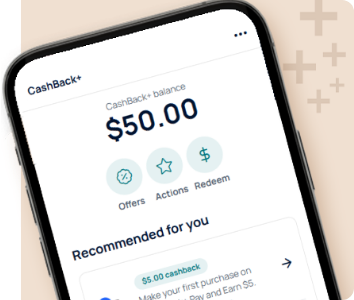 CashBack+
CashBack+ balance
$50.00
Offers
Actions
Redeem
Recommended for you
$5.00 cashback
Make your first purchase on
Pay and Earn $5.